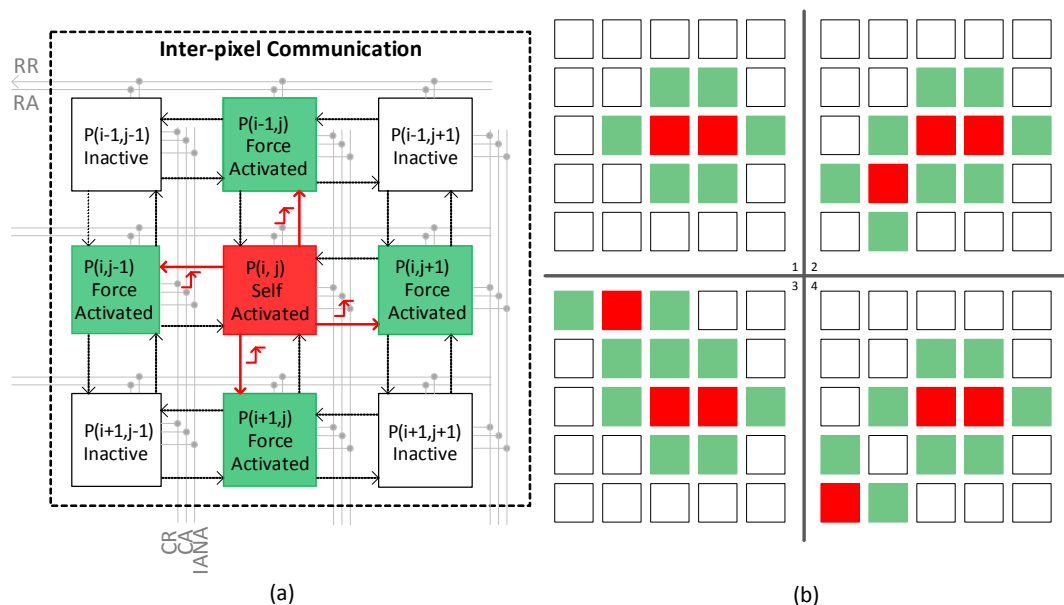 Inter-pixel Communication
RR
RA
P(i-1,j-1)
Inactive
P(i-1,j)
Force
Activated
P(i-1,j+1)
Inactive
P(i,j-1)
Force
Activated
P(i, j)
Self
Activated
P(i,j+1)
Force
Activated
P(i+1,j-1)
Inactive
P(i+1,j)
Force
Activated
P(i+1,j+1)
Inactive
CR
CA
IANA
(a)
1 2
3 4
(b)